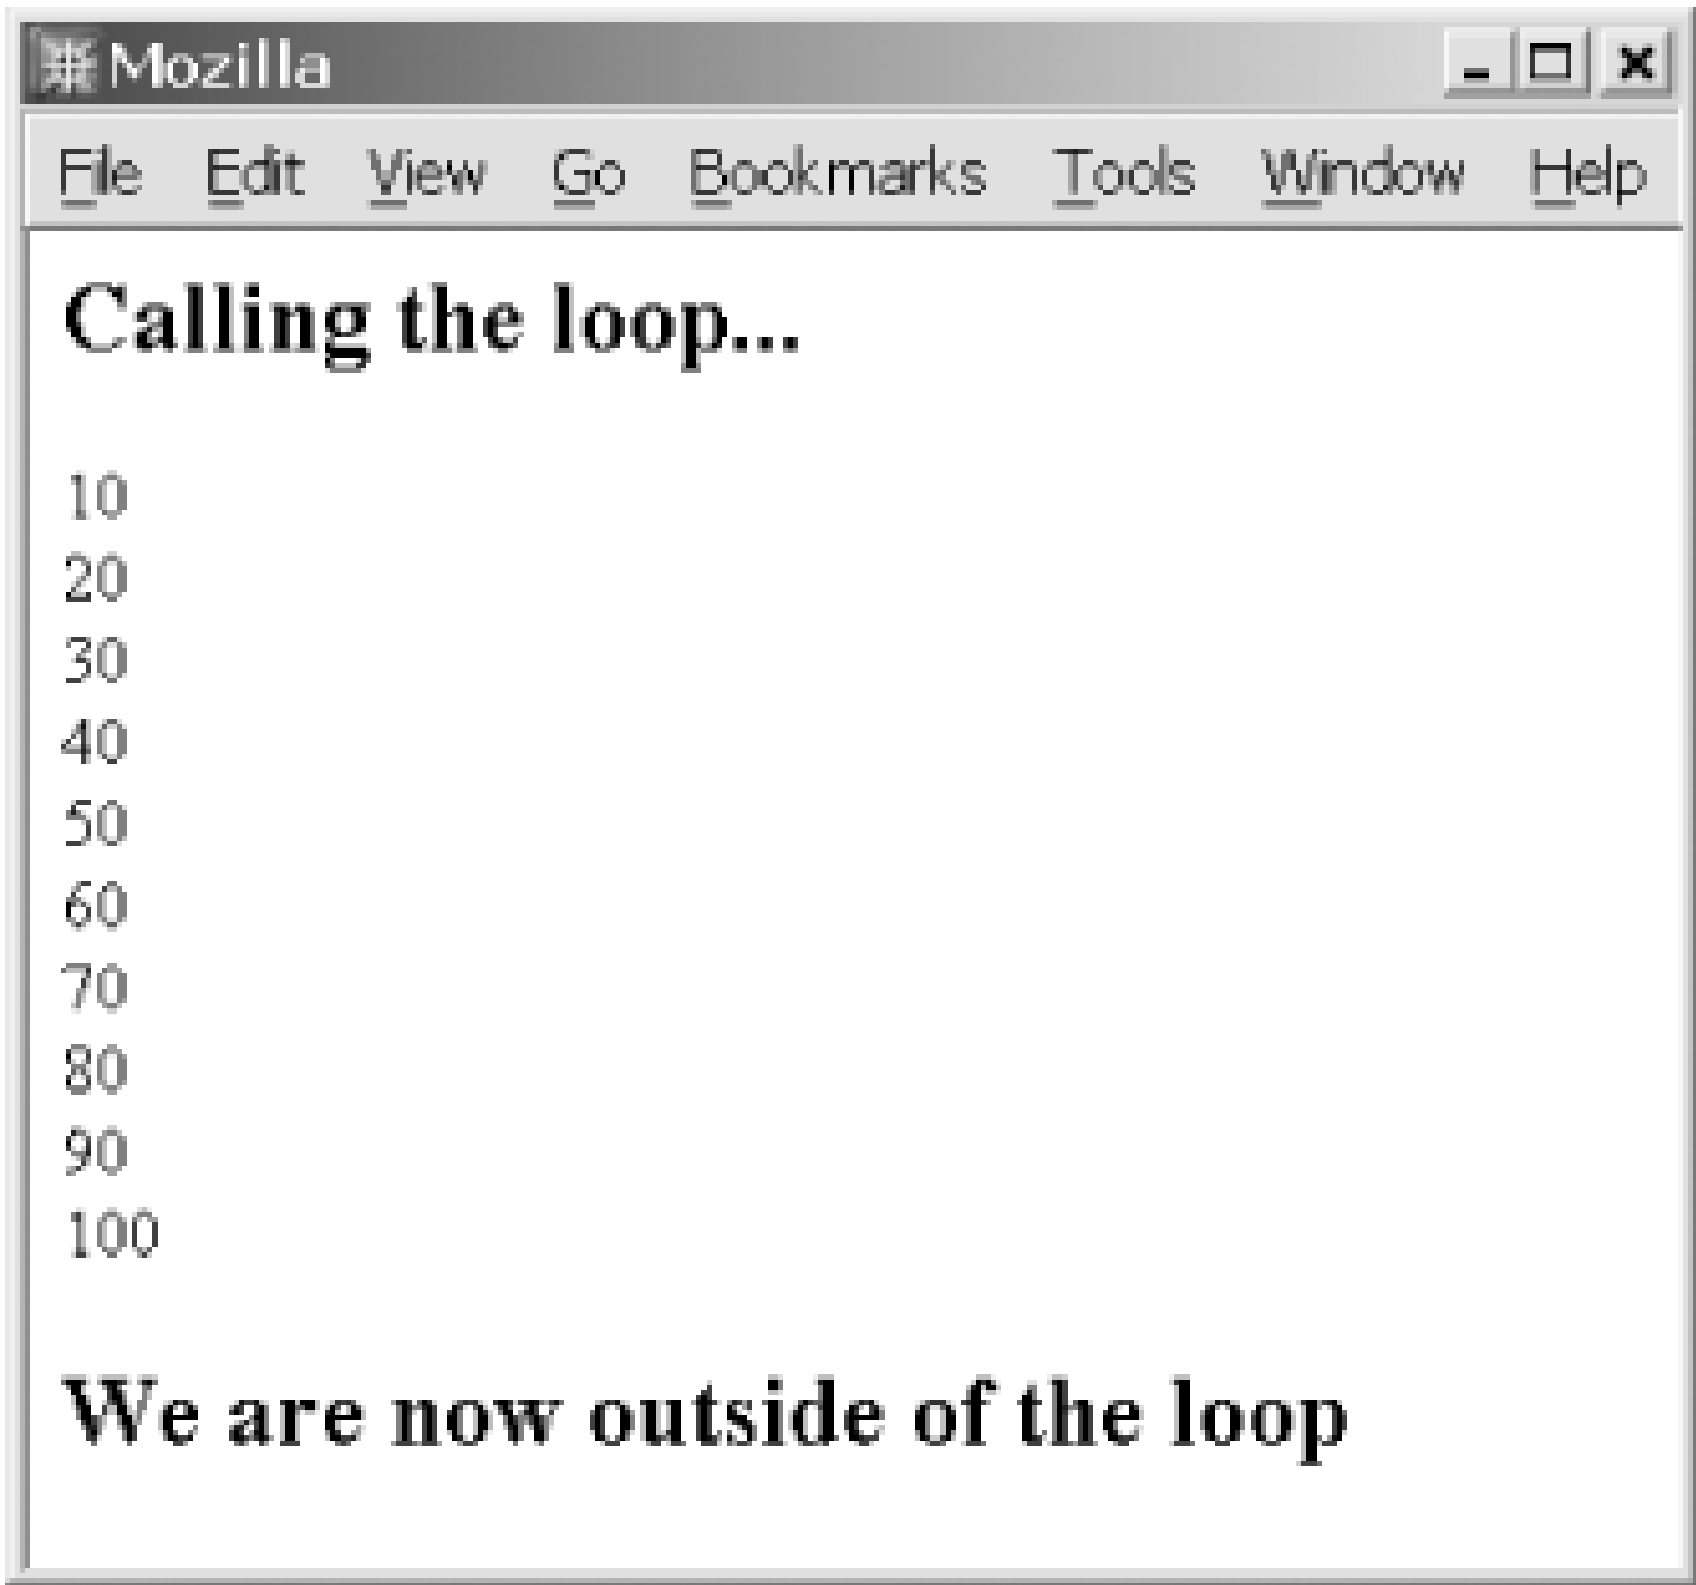 Mozilla
File Edit View Go Bookmarks Tools Window Help
Calling the loop...
10
20
30
40
50
60
70
80
90
100
We are now outside of the loop